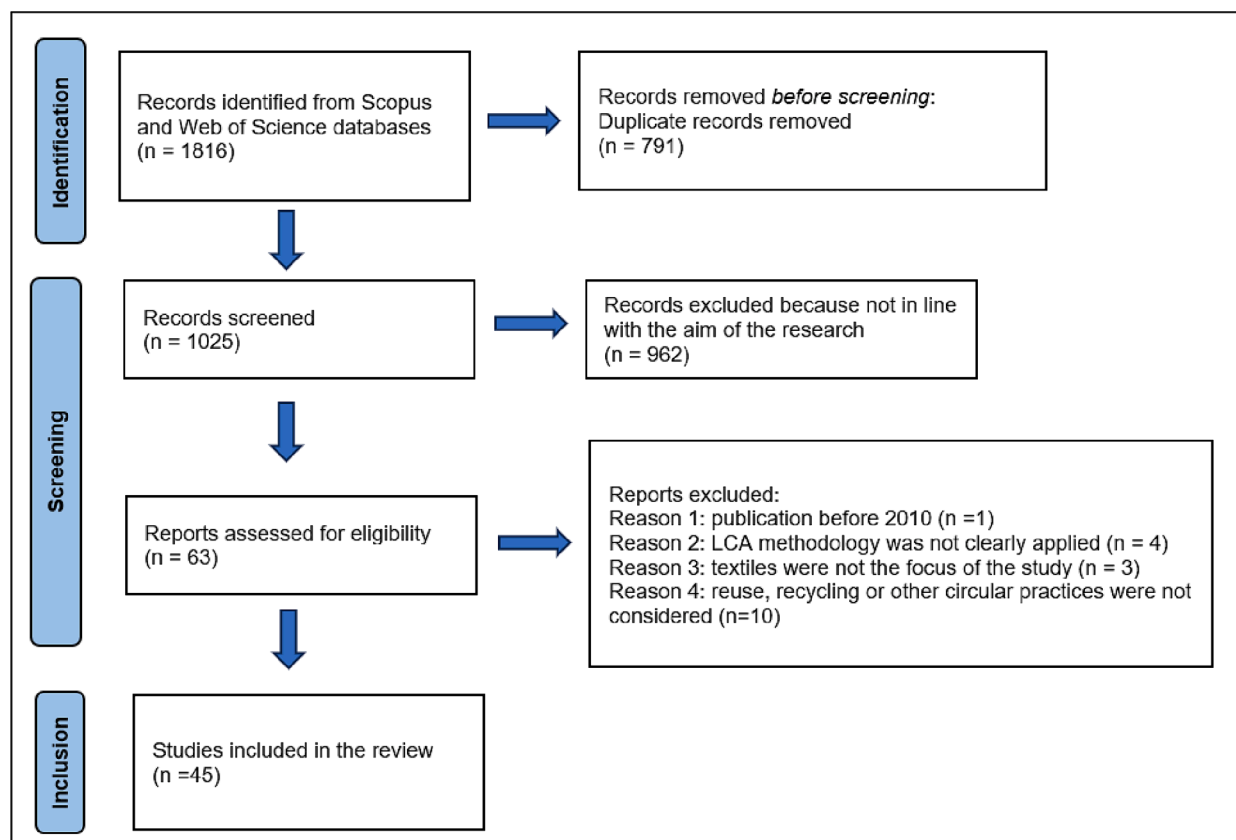 Identification
Records identified from Scopus
and Web of Science databases
(n = 1816)
Records removed before screening:
Duplicate records removed
(n = 791)
Screening
Records screened
(n = 1025)
Records excluded because not in line
with the aim of the research
(n = 962)
Reports assessed for eligibility
(n = 63)
Reports excluded:
Reason 1: publication before 2010 (n =1)
Reason 2: LCA methodology was not clearly applied (n = 4)
Reason 3: textiles were not the focus of the study (n = 3)
Reason 4: reuse, recycling or other circular practices were not
considered (n=10)
Inclusion
Studies included in the review
(n =45)